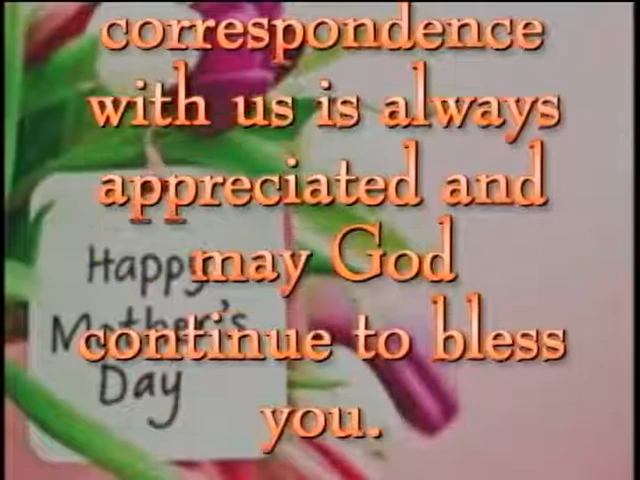 correspondence
with us is always
appreciated and
may God
continue to bless
you.
Happy
Mother's
Day